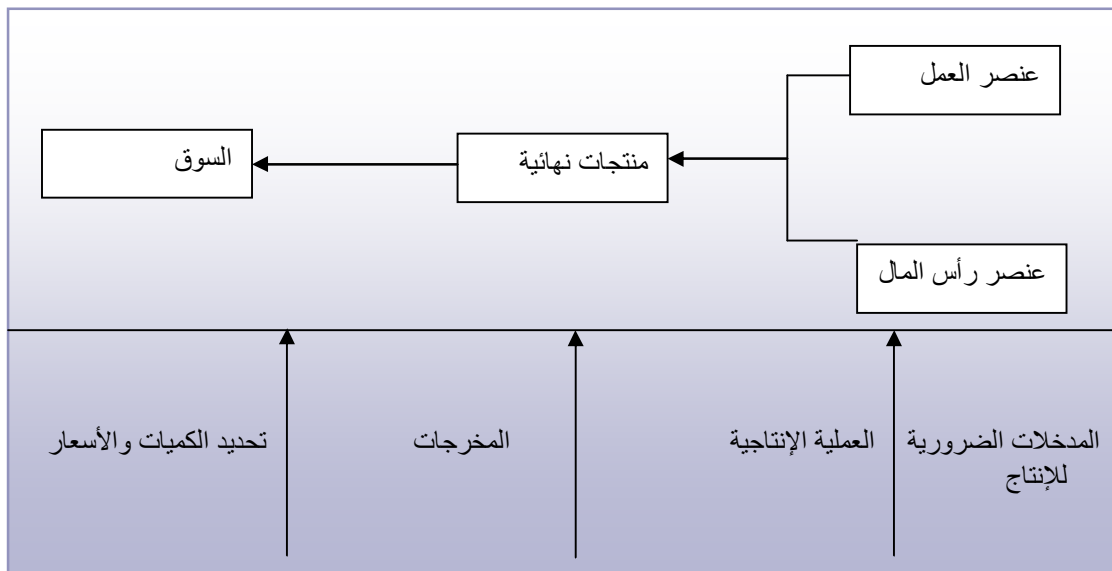 عنصر العمل
السوق
منتجات نهائية
عنصر رأس المال
المدخلات الضرورية
للإنتاج
العملية الإنتاجية
المخرجات
تحديد الكميات والأسعار